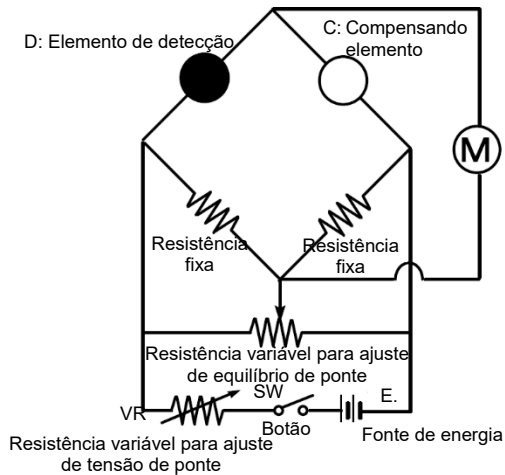 C: Compensando
elemento
D: Elemento de detecção
M
Resistência
fixa
Resistência
fixa
Resistência variável para ajuste
de equilíbrio de ponte
SW
E.
VR
Botão
Fonte de energia
Resistência variável para ajuste
de tensão de ponte